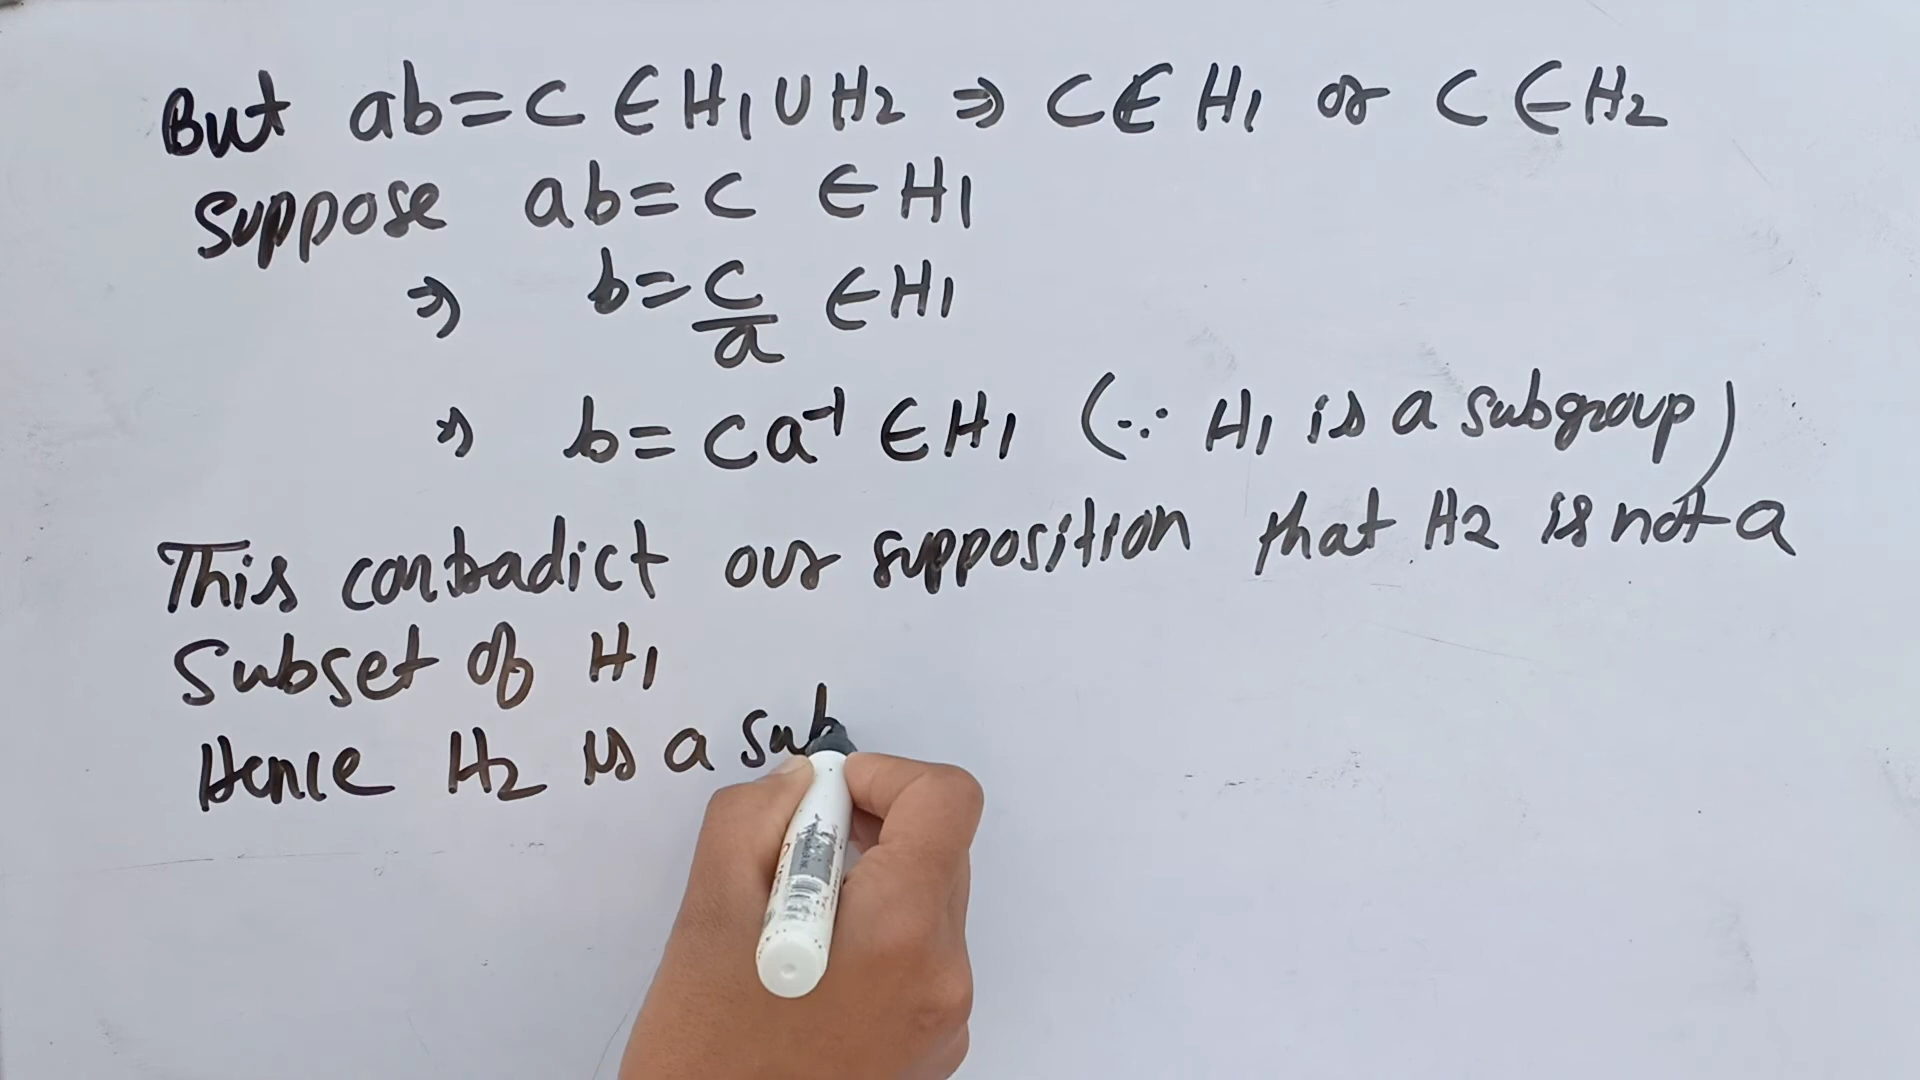 But ab=C ∈ H1 ∪ H2 ⇒ C ∈ H1 or C ∈ H2
Suppose ab=C ∈ H1
⇒ b=C/a ∈ H1
⇒ b=Ca⁻¹ ∈ H1 (∵ H1 is a subgroup)
This contradict our supposition that H2 is not a
Subset of H1
Hence H2 is a sub